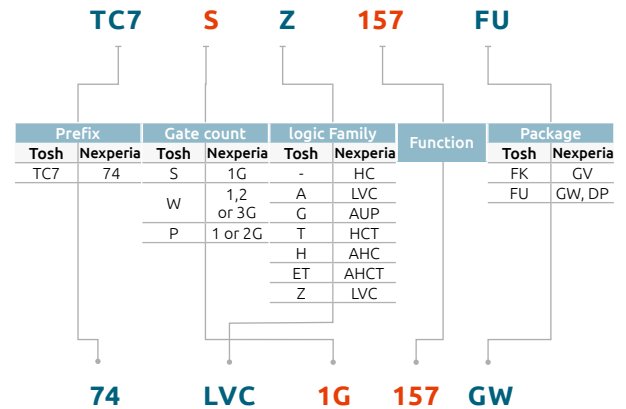 TC7 S Z 157 FU
Prefix Gate count logic Family Function Package
Tosh Nexperia Tosh Nexperia Tosh Nexperia Tosh Nexperia
TC7 74 S 1G - HC FK GV
W 1,2 or 3G A LVC FU GW, DP
G AUP
P 1 or 2G T HCT
H AHC
ET AHCT
Z LVC
74 LVC 1G 157 GW